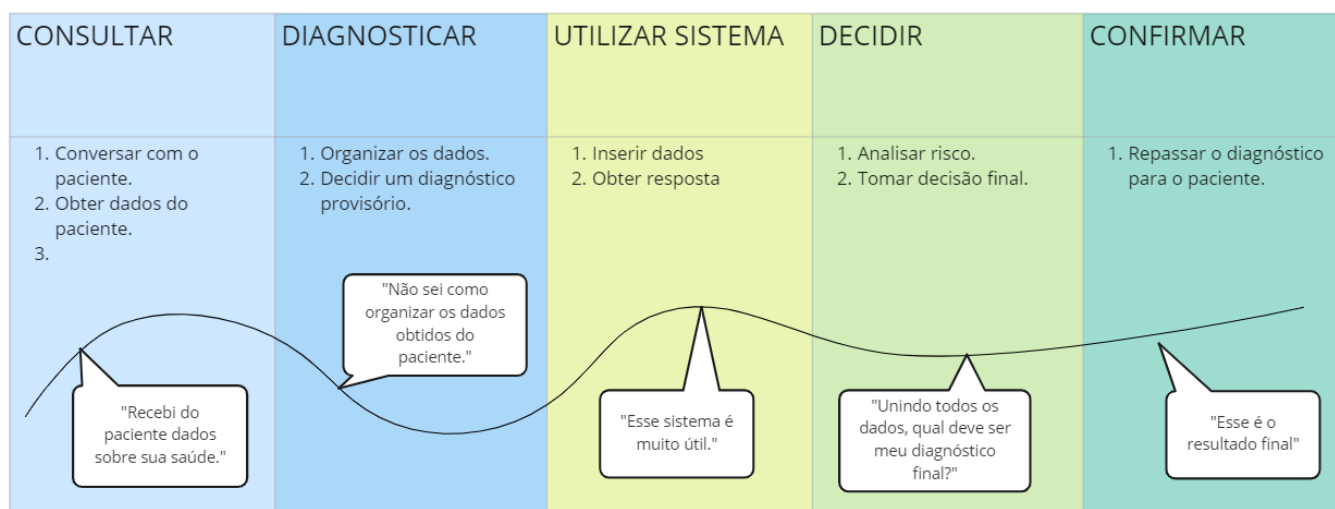 CONSULTAR
DIAGNOSTICAR
UTILIZAR SISTEMA
DECIDIR
CONFIRMAR
1. Conversar com o
paciente.
2. Obter dados do
paciente.
3.
1. Organizar os dados.
2. Decidir um diagnóstico
provisório.
1. Inserir dados
2. Obter resposta
1. Analisar risco.
2. Tomar decisão final.
1. Repassar o diagnóstico
para o paciente.
"Recebi do
paciente dados
sobre sua saúde."
"Não sei como
organizar os dados
obtidos do
paciente."
"Esse sistema é
muito útil."
"Unindo todos os
dados, qual deve ser
meu diagnóstico
final?"
"Esse é o
resultado final"